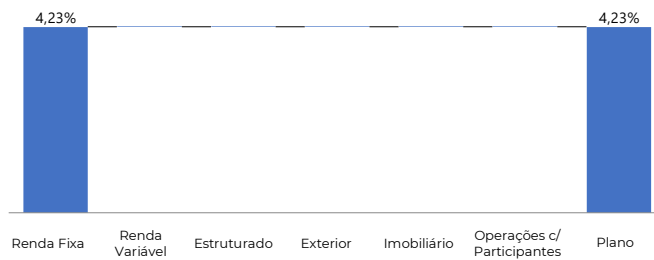 4,23%
4,23%
Renda Fixa
Renda
Variável
Estruturado
Exterior
Imobiliário
Operações c/
Participantes
Plano